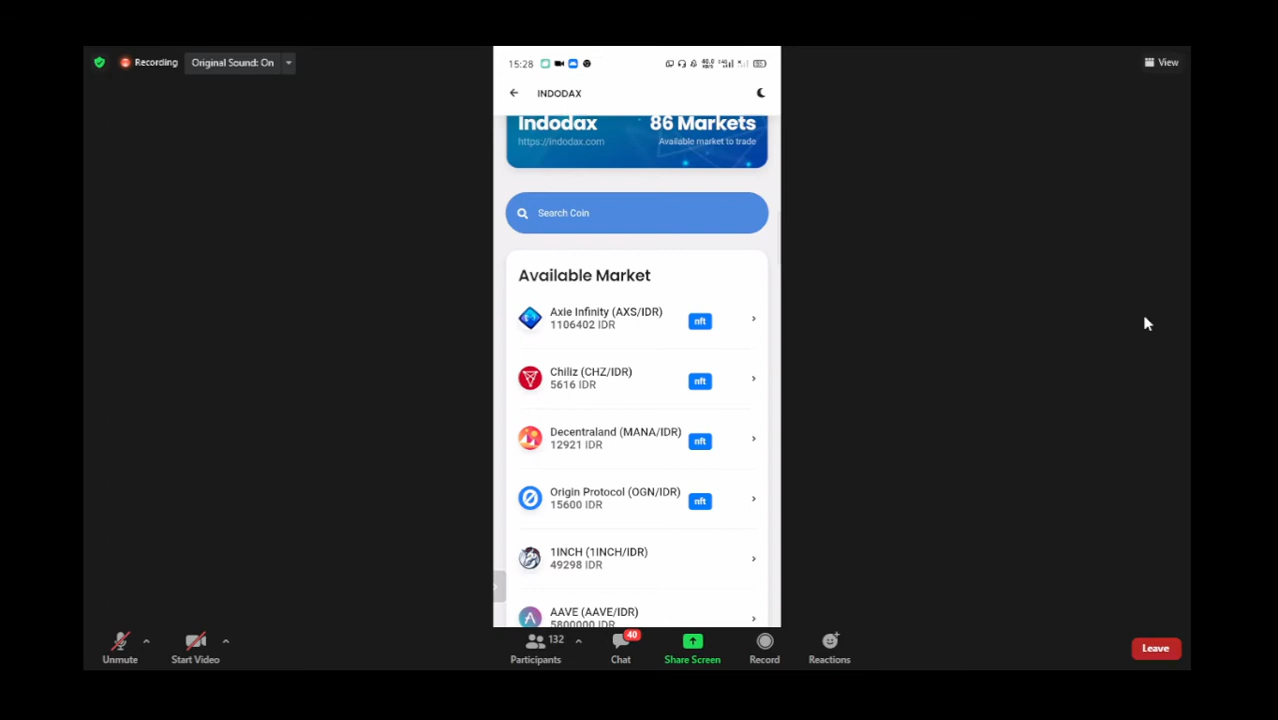 Recording
Original Sound: On
15:28
View
INDODAX
Indodax
86 Markets
https://indodax.com
Available market to trade
Search Coin
Available Market
Axie Infinity (AXS/IDR)
1106402 IDR
nft
Chiliz (CHZ/IDR)
5616 IDR
nft
Decentraland (MANA/IDR)
12921 IDR
nft
Origin Protocol (OGN/IDR)
15600 IDR
nft
1INCH (1INCH/IDR)
49298 IDR
AAVE (AAVE/IDR)
5800000 IDR
Unmute
Start Video
132
Participants
40
Chat
Share Screen
Record
Reactions
Leave